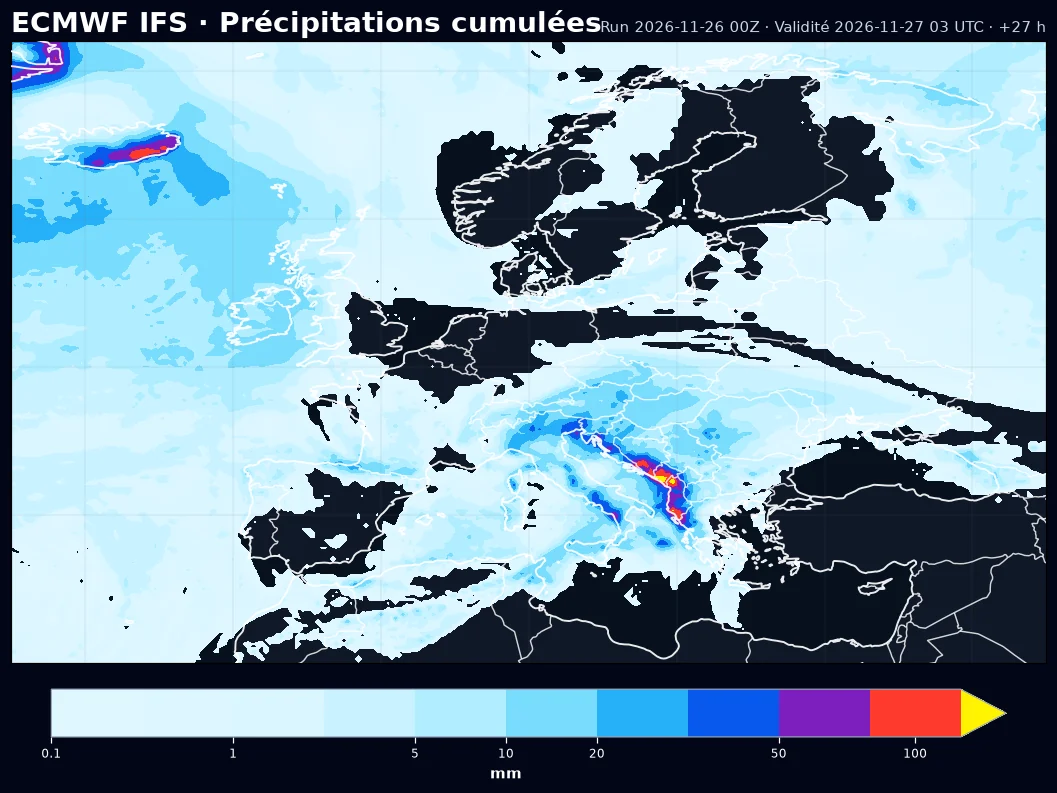 ECMWF IFS · Précipitations cumulées
Run 2026-11-26 00Z · Validité 2026-11-27 03 UTC · +27 h
0.1 1 5 10 20 50 100
mm